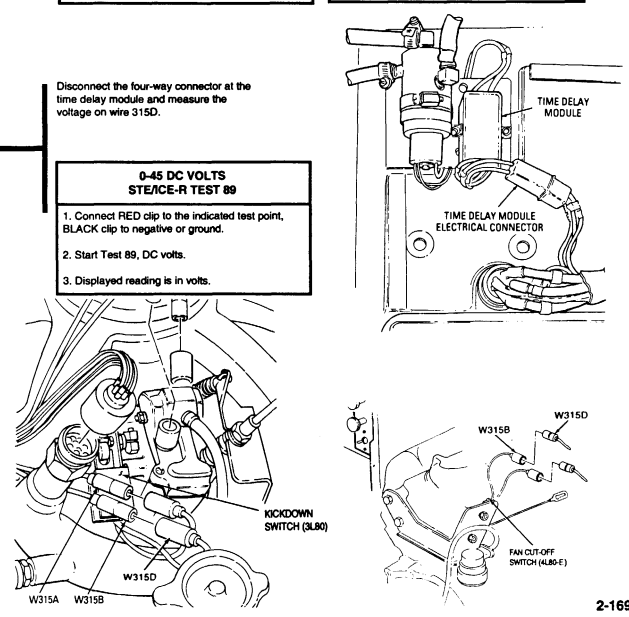 Disconnect the four-way connector at the
time delay module and measure the
voltage on wire 315D.
0-45 DC VOLTS
STE/ICE-R TEST 89
1. Connect RED clip to the indicated test point,
BLACK clip to negative or ground.
2. Start Test 89, DC volts.
3. Displayed reading is in volts.
TIME DELAY
MODULE
TIME DELAY MODULE
ELECTRICAL CONNECTOR
KICKDOWN
SWITCH (3L80)
W315D
W315A
W315B
W315D
W315B
FAN CUT-OFF
SWITCH (4L80-E)
2-169